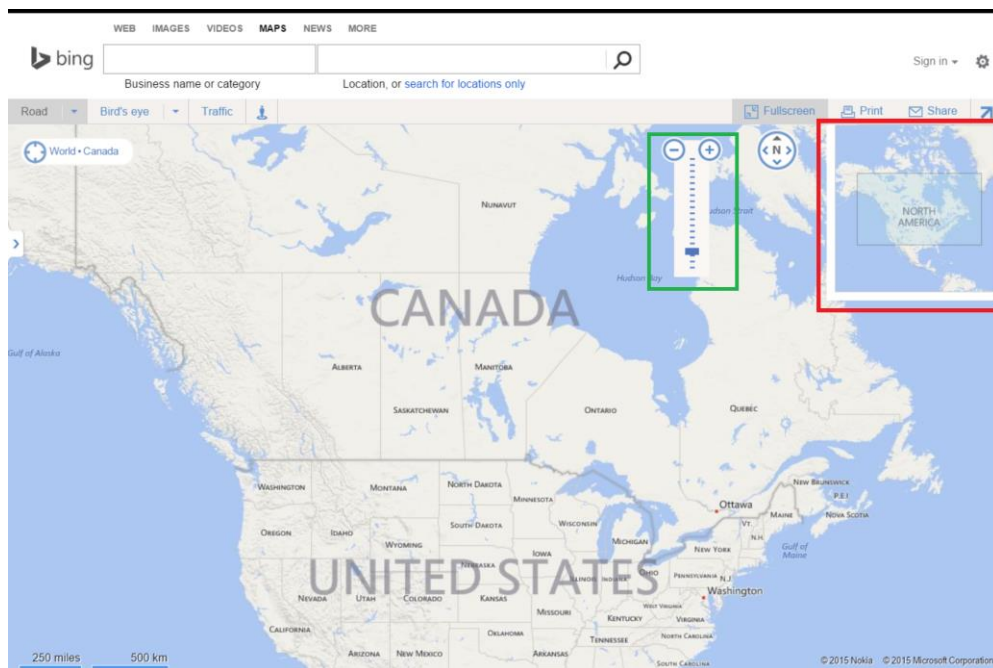 WEB IMAGES VIDEOS MAPS NEWS MORE
bing
Sign in
Business name or category
Location, or search for locations only
Road Bird's eye Traffic Fullscreen Print Share
World • Canada
N
NUNAVUT
Hudson Strait
NORTH AMERICA
Hudson Bay
CANADA
Gulf of Alaska
ALBERTA
MANITOBA
SASKATCHEWAN
ONTARIO
QUEBEC
WASHINGTON
MONTANA
NORTH DAKOTA
MINNESOTA
NEW BRUNSWICK
P.E.I
Ottawa
MAINE
NOVA SCOTIA
OREGON
IDAHO
SOUTH DAKOTA
WISCONSIN
VT.
N.H.
MICHIGAN
NEW YORK
Gulf of Maine
WYOMING
IOWA
NEBRASKA
UNITED STATES
ILLINOIS
INDIANA
OHIO
PENNSYLVANIA
N.J.
Washington
NEVADA
UTAH
COLORADO
KANSAS
MISSOURI
WEST VIRGINIA
KENTUCKY
VIRGINIA
CALIFORNIA
OKLAHOMA
TENNESSEE
NORTH CAROLINA
ARIZONA
NEW MEXICO
ARKANSAS
SOUTH CAROLINA
250 miles 500 km
© 2015 Nokia © 2015 Microsoft Corporation